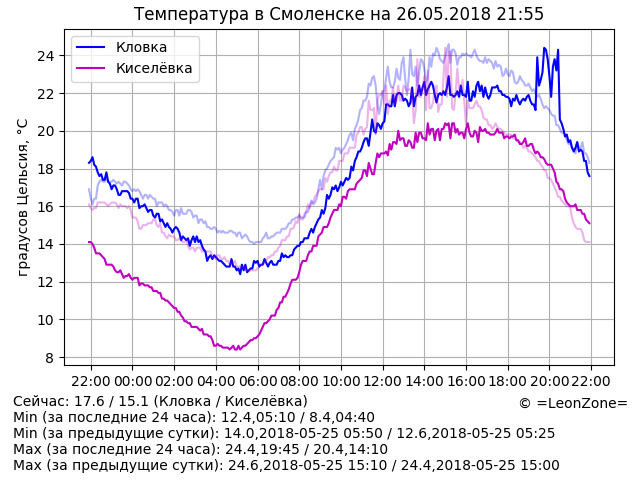 Температура в Смоленске на 26.05.2018 21:55
Кловка
Киселёвка
градусов Цельсия, °C
24
22
20
18
16
14
12
10
8
22:00 00:00 02:00 04:00 06:00 08:00 10:00 12:00 14:00 16:00 18:00 20:00 22:00
Сейчас: 17.6 / 15.1 (Кловка / Киселёвка)
© =LeonZone=
Min (за последние 24 часа): 12.4,05:10 / 8.4,04:40
Min (за предыдущие сутки): 14.0,2018-05-25 05:50 / 12.6,2018-05-25 05:25
Max (за последние 24 часа): 24.4,19:45 / 20.4,14:10
Max (за предыдущие сутки): 24.6,2018-05-25 15:10 / 24.4,2018-05-25 15:00